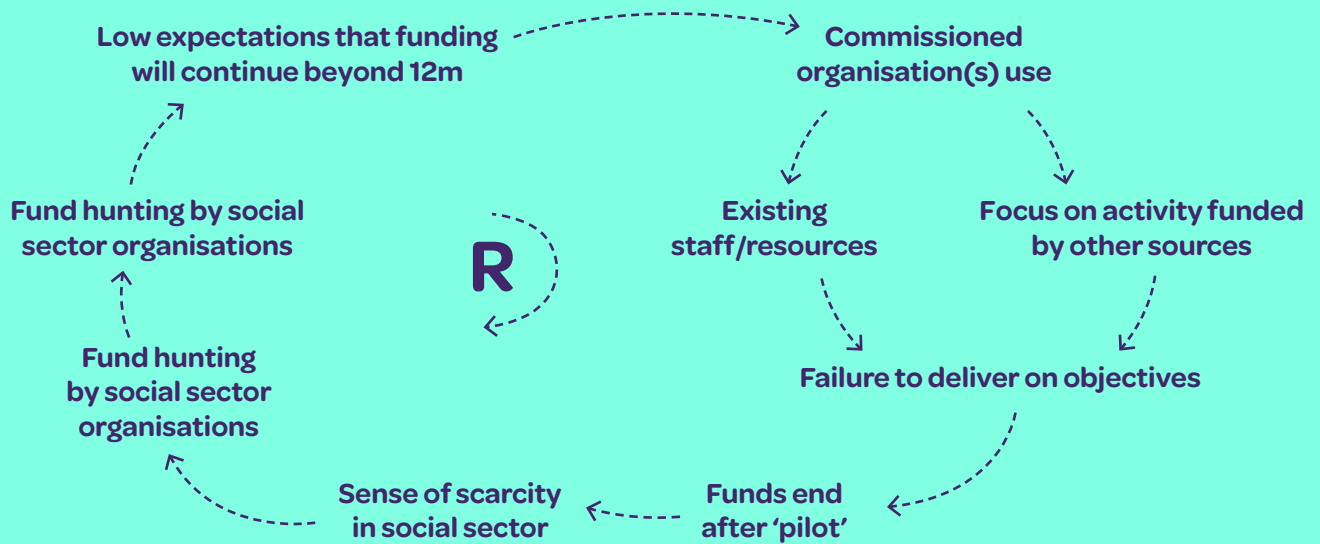 Low expectations that funding
will continue beyond 12m
Commissioned
organisation(s) use
Existing
staff/resources
Focus on activity funded
by other sources
Failure to deliver on objectives
Funds end
after ‘pilot’
Sense of scarcity
in social sector
Fund hunting
by social sector
organisations
Fund hunting by social
sector organisations
R